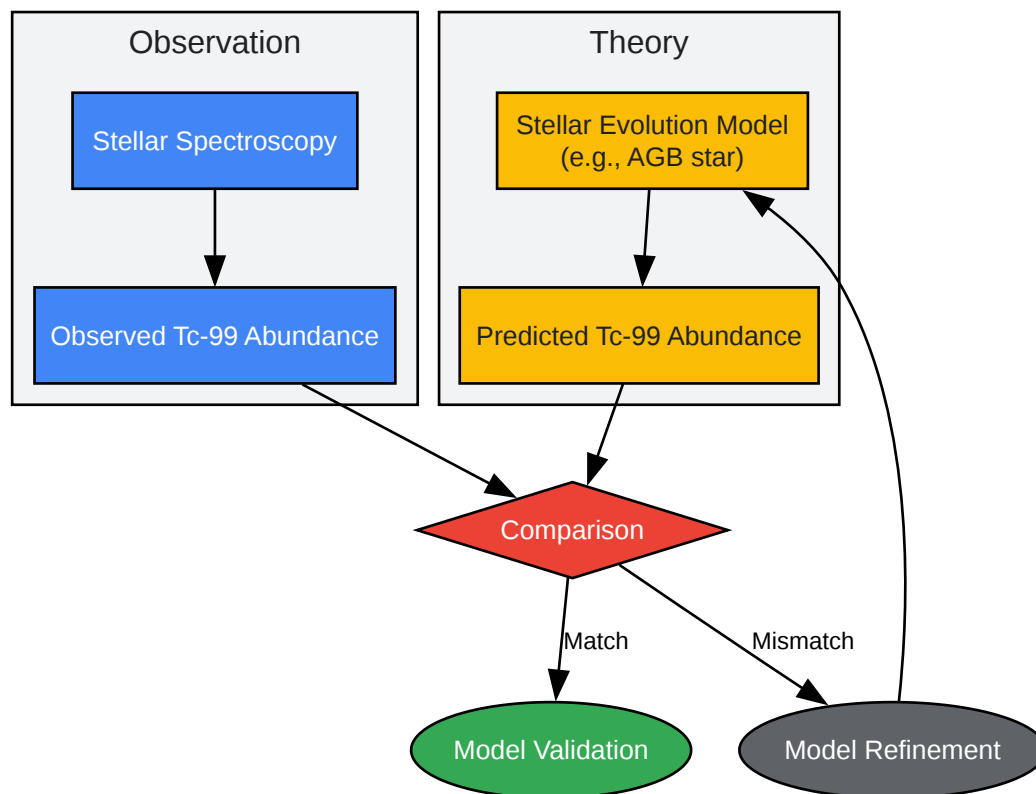 Observation
Theory
Stellar Spectroscopy
Stellar Evolution Model
(e.g., AGB star)
Observed Tc-99 Abundance
Predicted Tc-99 Abundance
Comparison
Match
Mismatch
Model Validation
Model Refinement